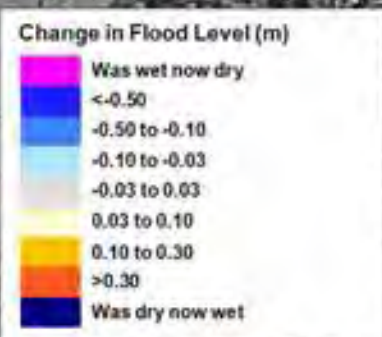 Change in Flood Level (m)
Was wet now dry
<-0.50
-0.50 to -0.10
-0.10 to -0.03
-0.03 to 0.03
0.03 to 0.10
0.10 to 0.30
>0.30
Was dry now wet